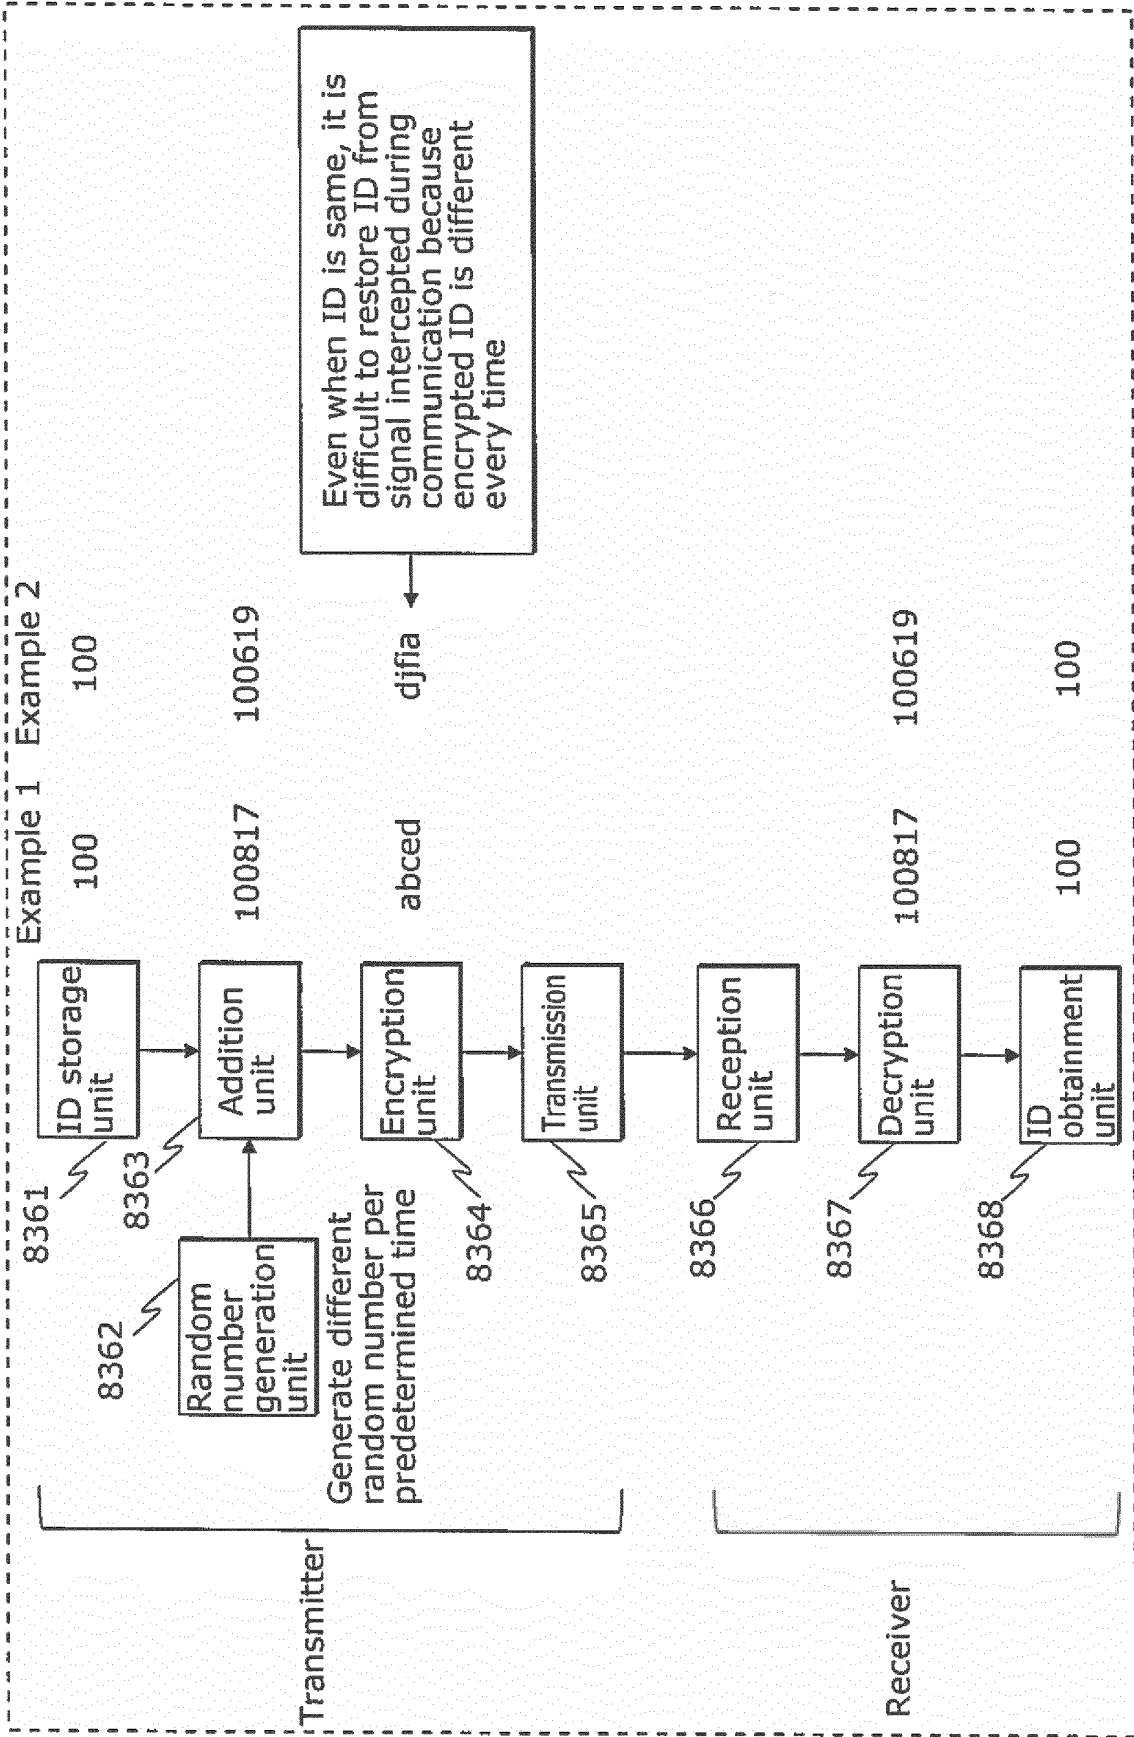 Example 1 Example 2
8361
ID storage
unit
100
100
8362
Random
number
generation
unit
Generate different
random number per
predetermined time
8363
Addition
unit
100817
100619
Transmitter
8364
Encryption
unit
abced
djfia
Even when ID is same, it is
difficult to restore ID from
signal intercepted during
communication because
encrypted ID is different
every time
8365
Transmission
unit
8366
Reception
unit
Receiver
8367
Decryption
unit
100817
100619
8368
ID
obtainment
unit
100
100